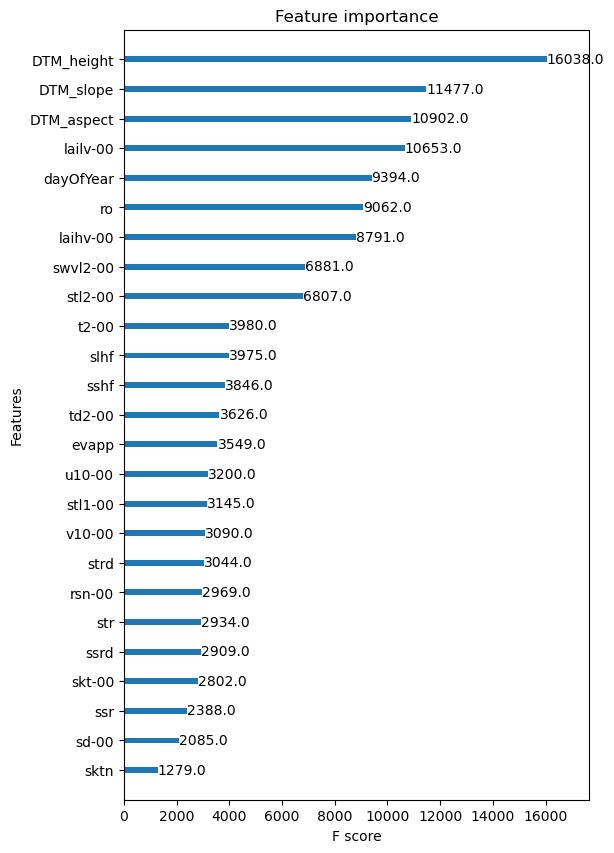 Feature importance
DTM_height 16038.0
DTM_slope 11477.0
DTM_aspect 10902.0
lailv-00 10653.0
dayOfYear 9394.0
ro 9062.0
laihv-00 8791.0
swvl2-00 6881.0
stl2-00 6807.0
t2-00 3980.0
slhf 3975.0
sshf 3846.0
td2-00 3626.0
evapp 3549.0
u10-00 3200.0
stl1-00 3145.0
v10-00 3090.0
strd 3044.0
rsn-00 2969.0
str 2934.0
ssrd 2909.0
skt-00 2802.0
ssr 2388.0
sd-00 2085.0
sktn 1279.0
Features
0 2000 4000 6000 8000 10000 12000 14000 16000
F score